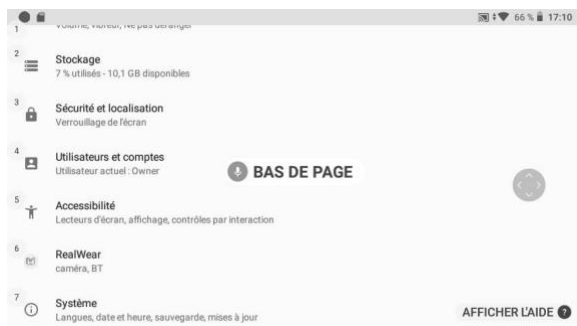 66 % 17:10
1
Volume, vibreur, Ne pas déranger
2
Stockage
7 % utilisés - 10,1 GB disponibles
3
Sécurité et localisation
Verrouillage de l'écran
4
Utilisateurs et comptes
Utilisateur actuel : Owner
BAS DE PAGE
5
Accessibilité
Lecteurs d'écran, affichage, contrôles par interaction
6
RealWear
caméra, BT
7
Système
Langues, date et heure, sauvegarde, mises à jour
AFFICHER L'AIDE ?